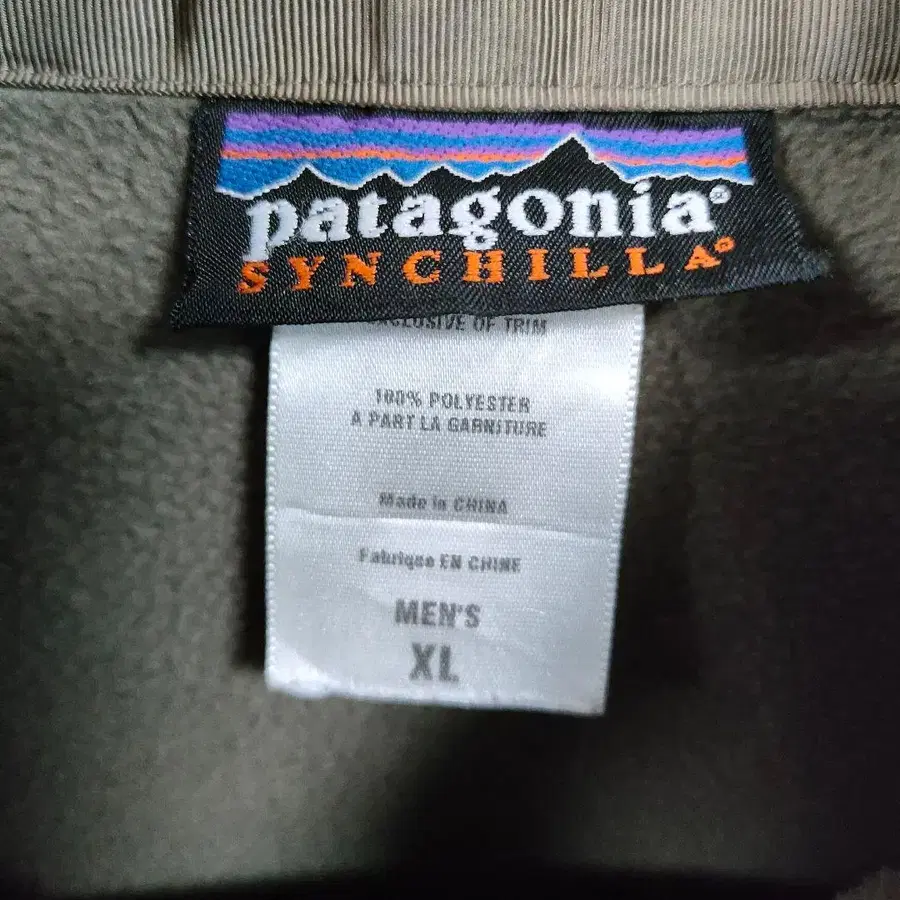 patagonia®
SYNCHILLA®
EXCLUSIVE OF TRIM
100% POLYESTER
A PART LA GARNITURE
Made in CHINA
Fabrique EN CHINE
MEN'S
XL